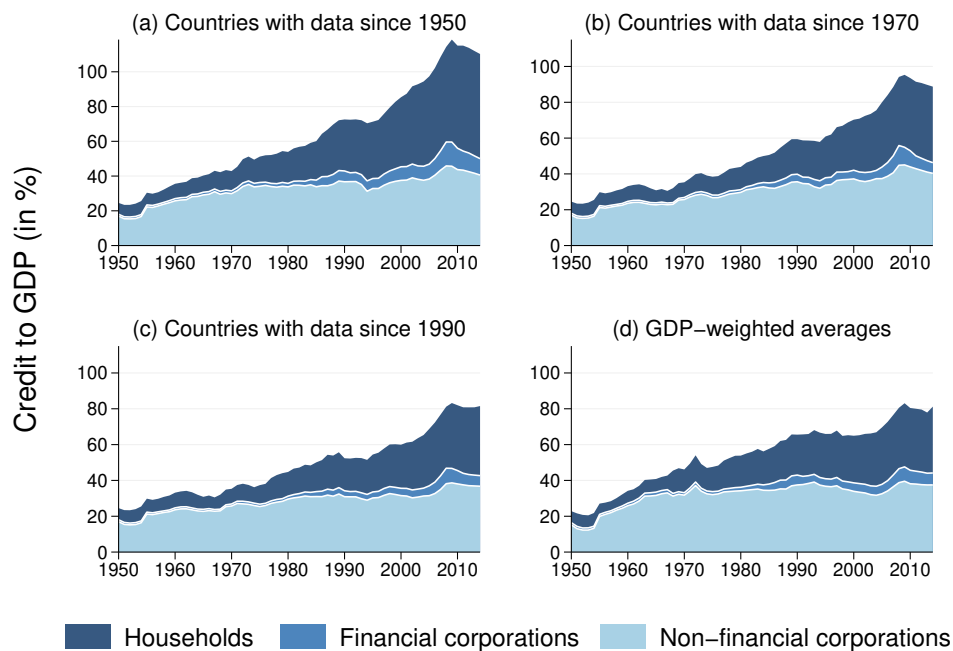 Credit to GDP (in %)
(a) Countries with data since 1950
100
80
60
40
20
0
1950 1960 1970 1980 1990 2000 2010
(b) Countries with data since 1970
100
80
60
40
20
0
1950 1960 1970 1980 1990 2000 2010
(c) Countries with data since 1990
100
80
60
40
20
0
1950 1960 1970 1980 1990 2000 2010
(d) GDP−weighted averages
100
80
60
40
20
0
1950 1960 1970 1980 1990 2000 2010
Households Financial corporations Non−financial corporations